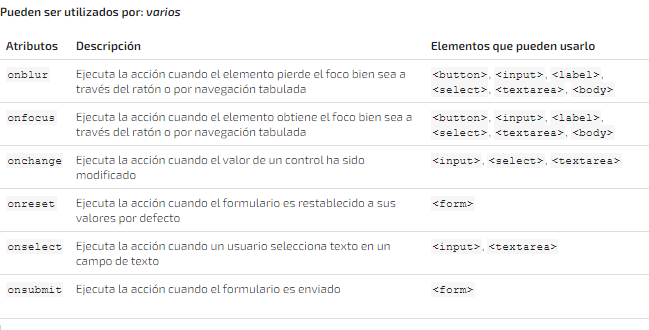 Pueden ser utilizados por: varios
Atributos Descripción Elementos que pueden usarlo
onblur Ejecuta la acción cuando el elemento pierde el foco bien sea a <button>, <input>, <label>,
través del ratón o por navegación tabulada <select>, <textarea>, <body>
onfocus Ejecuta la acción cuando el elemento obtiene el foco bien sea a <button>, <input>, <label>,
través del ratón o por navegación tabulada <select>, <textarea>, <body>
onchange Ejecuta la acción cuando el valor de un control ha sido <input>, <select>, <textarea>
modificado
onreset Ejecuta la acción cuando el formulario es restablecido a sus <form>
valores por defecto
onselect Ejecuta la acción cuando un usuario selecciona texto en un <input>, <textarea>
campo de texto
onsubmit Ejecuta la acción cuando el formulario es enviado <form>